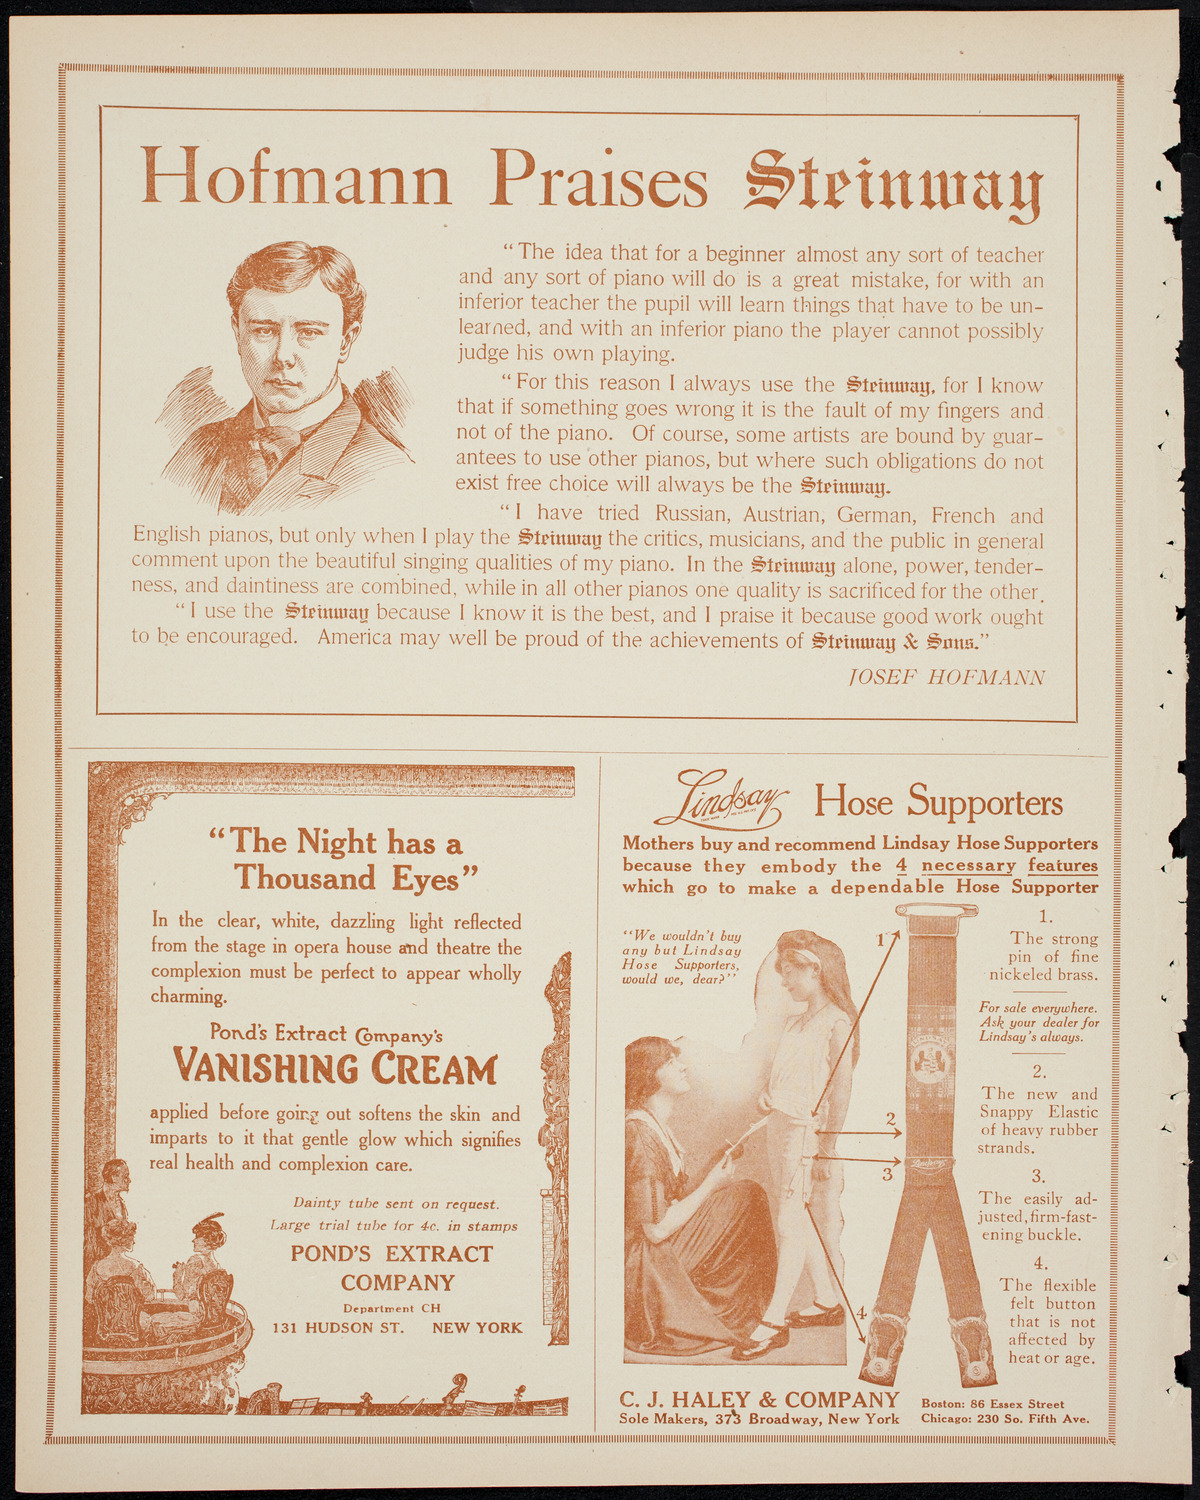 Hofmann Praises Steinway
“The idea that for a beginner almost any sort of teacher
and any sort of piano will do is a great mistake, for with an
inferior teacher the pupil will learn things that have to be un-
learned, and with an inferior piano the player cannot possibly
judge his own playing.
“For this reason I always use the Steinway, for I know
that if something goes wrong it is the fault of my fingers and
not of the piano. Of course, some artists are bound by guar-
antees to use other pianos, but where such obligations do not
exist free choice will always be the Steinway.
“I have tried Russian, Austrian, German, French and
English pianos, but only when I play the Steinway the critics, musicians, and the public in general
comment upon the beautiful singing qualities of my piano. In the Steinway alone, power, tender-
ness, and daintiness are combined, while in all other pianos one quality is sacrificed for the other.
“I use the Steinway because I know it is the best, and I praise it because good work ought
to be encouraged. America may well be proud of the achievements of Steinway & Sons.”
JOSEF HOFMANN
“The Night has a
Thousand Eyes”
In the clear, white, dazzling light reflected
from the stage in opera house and theatre the
complexion must be perfect to appear wholly
charming.
Pond's Extract Company's
VANISHING CREAM
applied before going out softens the skin and
imparts to it that gentle glow which signifies
real health and complexion care.
Dainty tube sent on request.
Large trial tube for 4c. in stamps
POND'S EXTRACT
COMPANY
Department CH
131 HUDSON ST. NEW YORK
Lindsay Hose Supporters
Mothers buy and recommend Lindsay Hose Supporters
because they embody the 4 necessary features
which go to make a dependable Hose Supporter
“We wouldn't buy
any but Lindsay
Hose Supporters,
would we, dear?”
1
2
3
4
Lindsay
1.
The strong
pin of fine
nickeled brass.
For sale everywhere.
Ask your dealer for
Lindsay's always.
2.
The new and
Snappy Elastic
of heavy rubber
strands.
3.
The easily ad-
justed, firm-fast-
ening buckle.
4.
The flexible
felt button
that is not
affected by
heat or age.
C. J. HALEY & COMPANY
Sole Makers, 373 Broadway, New York
Boston: 86 Essex Street
Chicago: 230 So. Fifth Ave.